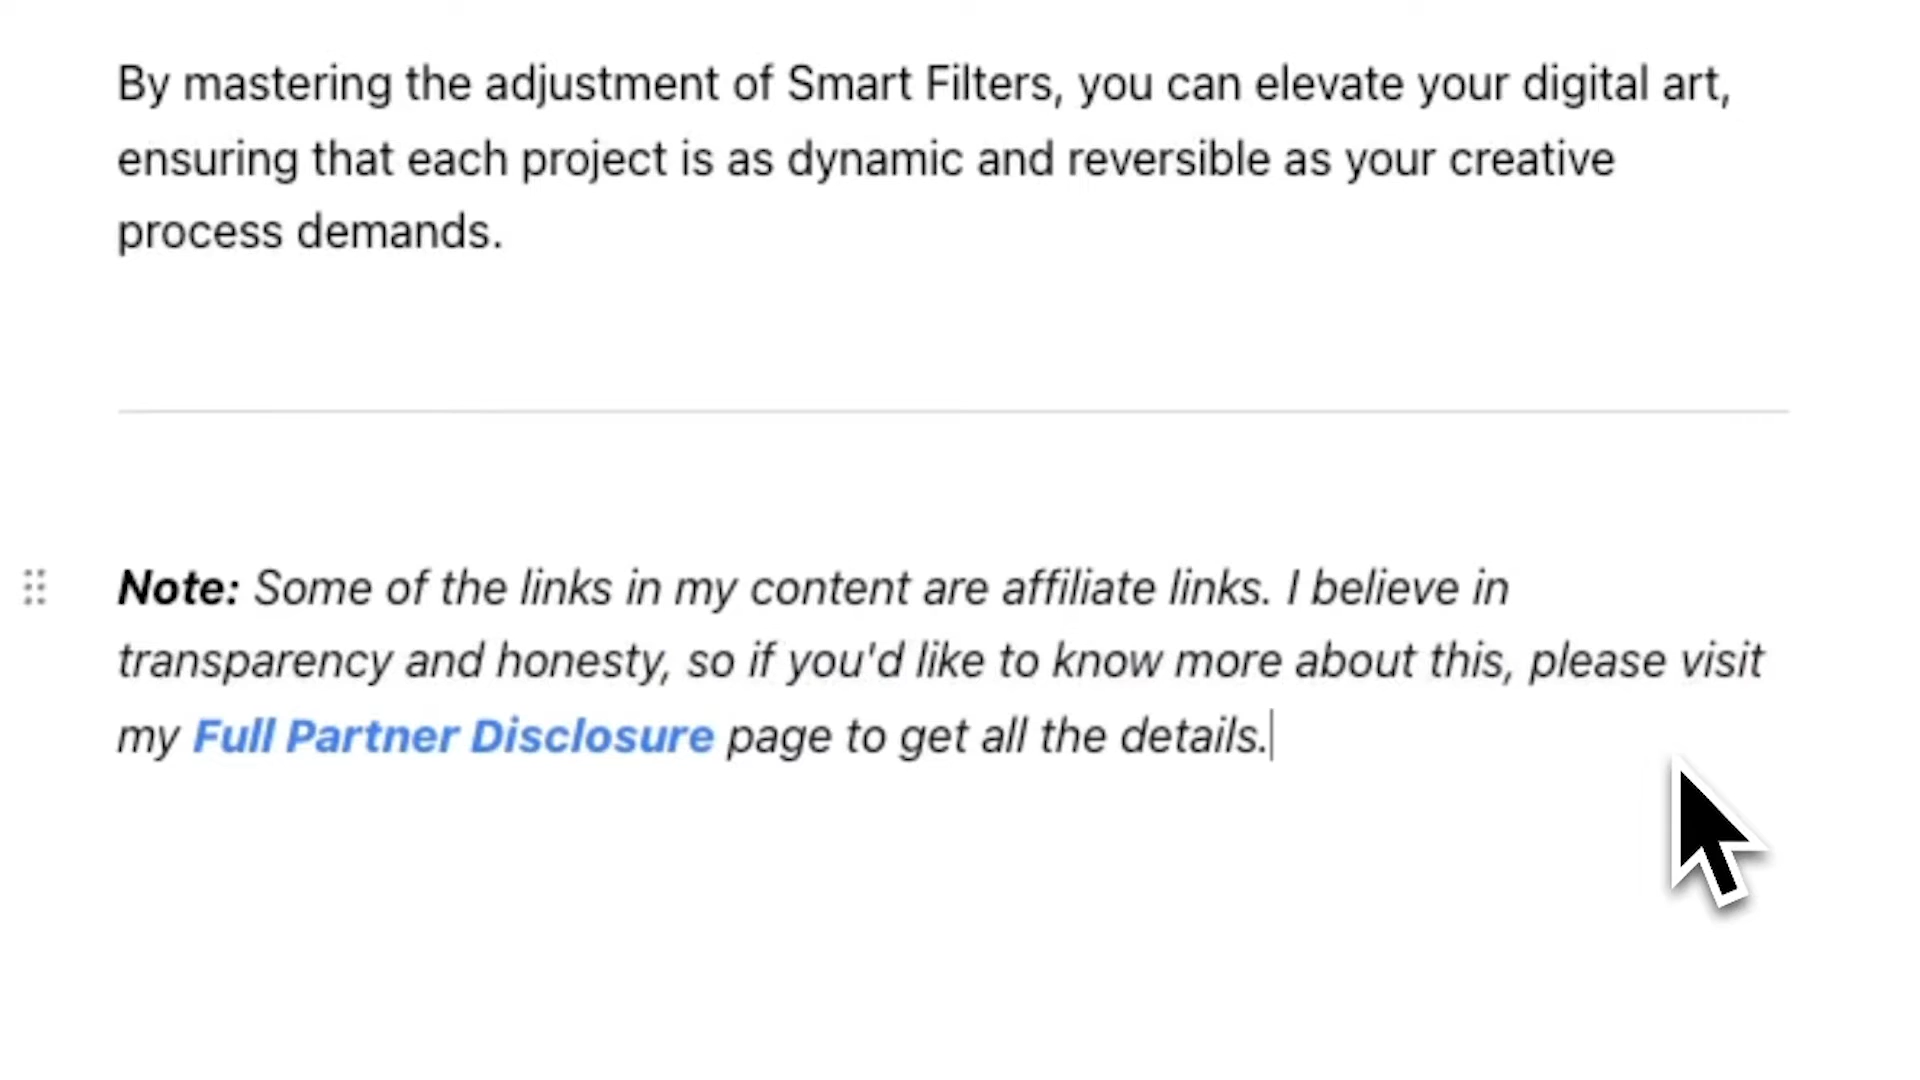 By mastering the adjustment of Smart Filters, you can elevate your digital art,
ensuring that each project is as dynamic and reversible as your creative
process demands.
Note: Some of the links in my content are affiliate links. I believe in
transparency and honesty, so if you'd like to know more about this, please visit
my Full Partner Disclosure page to get all the details.